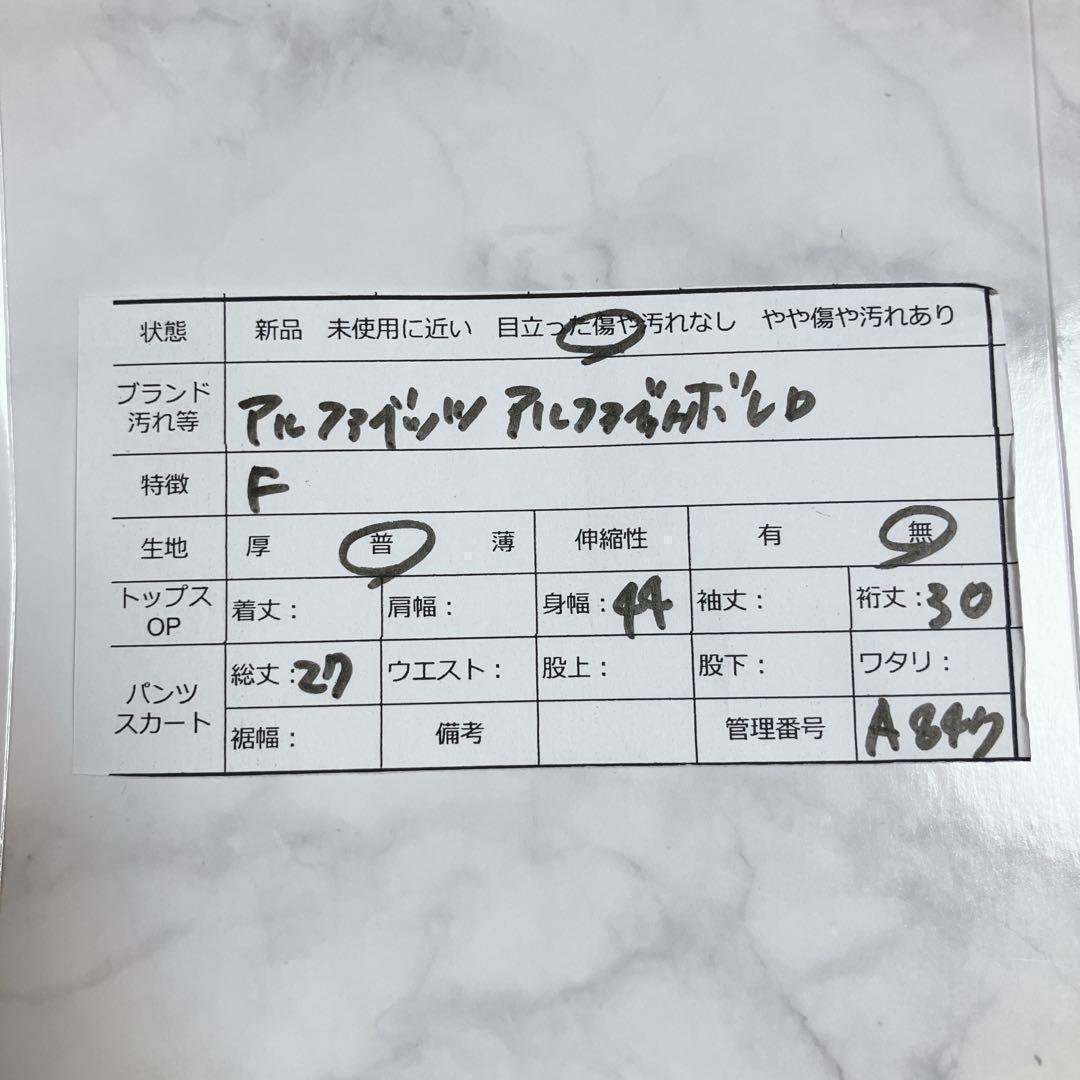 状態 新品 未使用に近い 目立った傷や汚れなし やや傷や汚れあり
ブランド
汚れ等 アルファベッツ アルファベットボレロ
特徴 F
生地 厚 普 薄 伸縮性 有 無
トップス
OP 着丈： 肩幅： 身幅：44 袖丈： 裄丈：30
パンツ
スカート 総丈：27 ウエスト： 股上： 股下： ワタリ：
裾幅： 備考 管理番号 A847